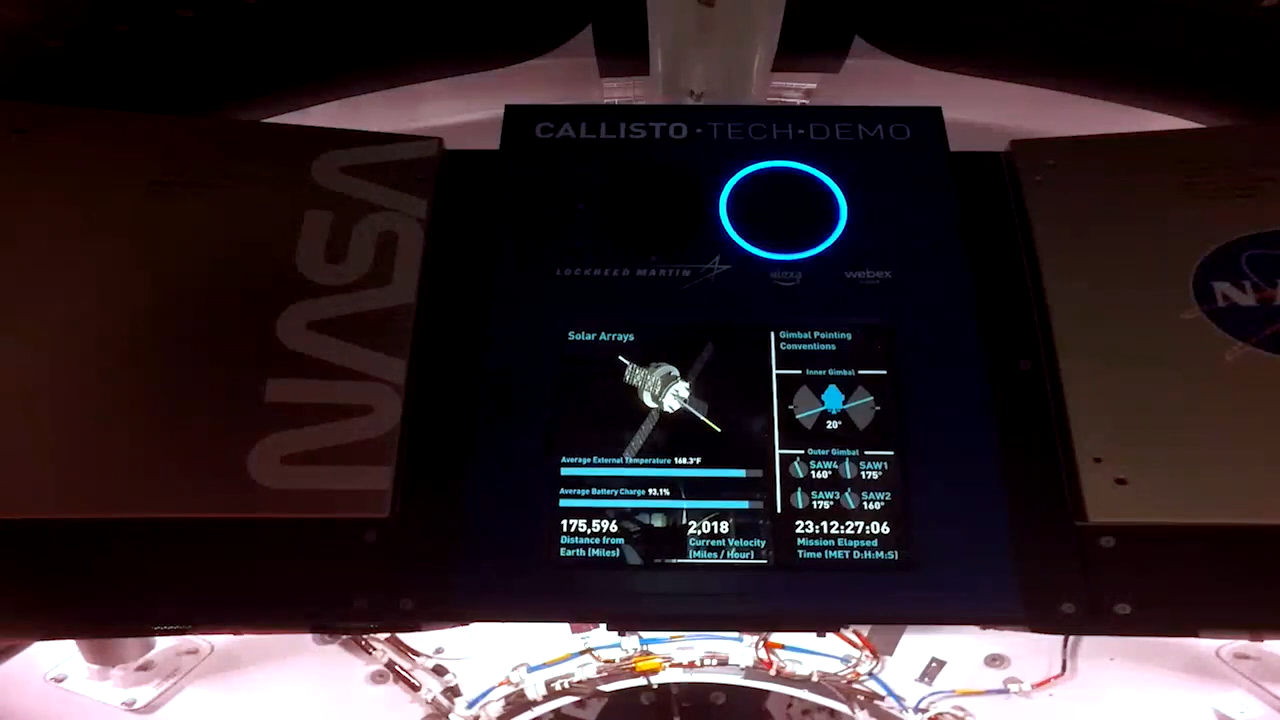 NASA
CALLISTO·TECH·DEMO
LOCKHEED MARTIN
webex
Solar Arrays
Average External Temperature 168.3°F
Average Battery Charge 93.1%
175,596
Distance from
Earth (Miles)
2,018
Current Velocity
(Miles / Hour)
Gimbal Pointing
Conventions
Inner Gimbal
20°
Outer Gimbal
SAW4 SAW1
160° 175°
SAW3 SAW2
175° 160°
23:12:27:06
Mission Elapsed
Time (MET D:H:M:S)